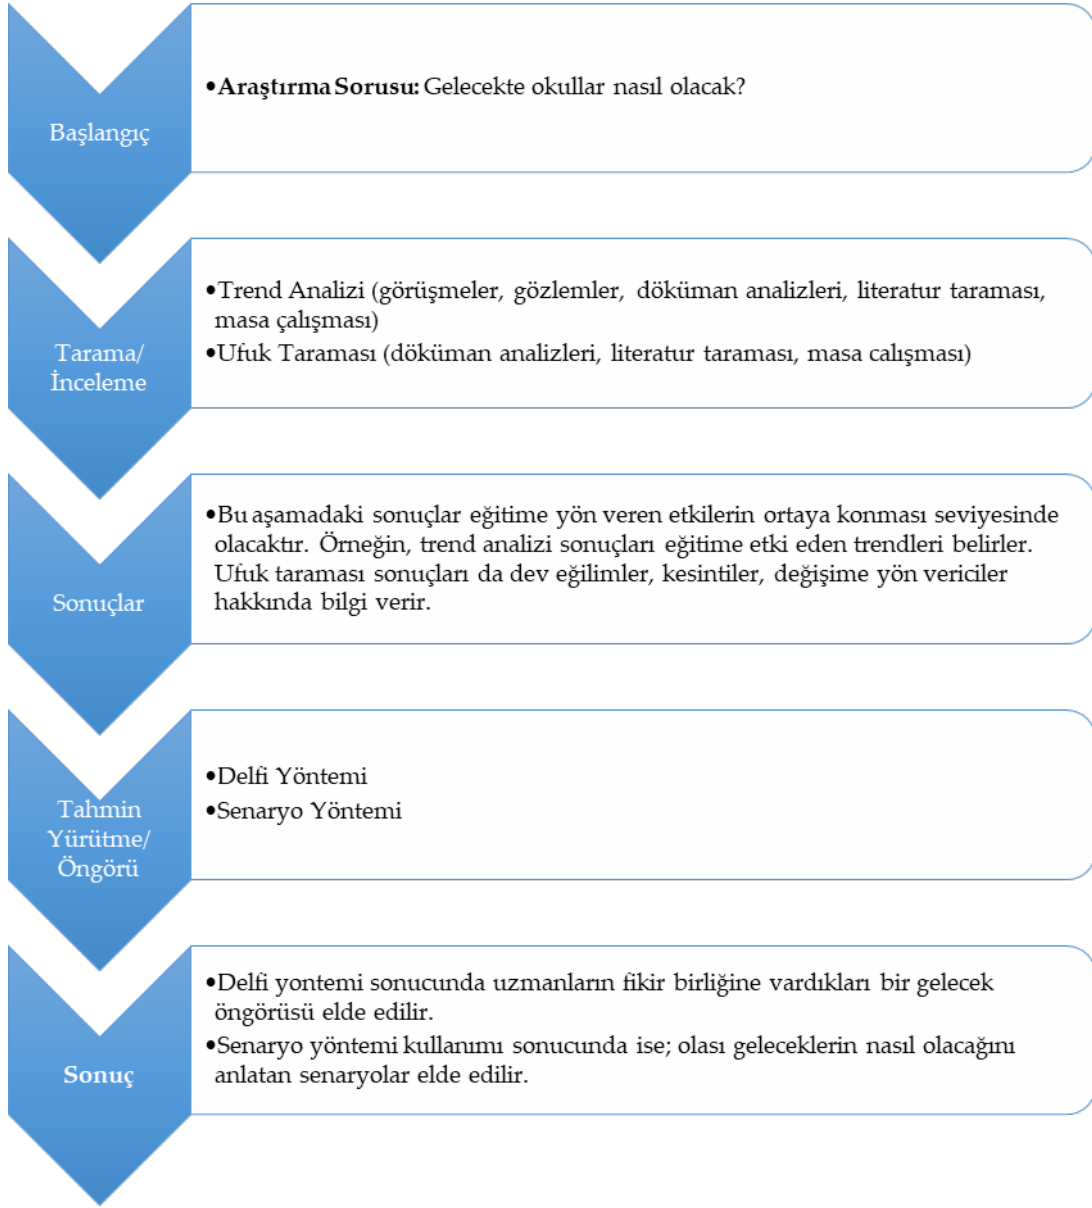 Başlangıç
•Araştırma Sorusu: Gelecekte okullar nasıl olacak?
Tarama/
İnceleme
•Trend Analizi (görüşmeler, gözlemler, döküman analizleri, literatur taraması,
masa çalışması)
•Ufuk Taraması (döküman analizleri, literatur taraması, masa calışması)
Sonuçlar
•Bu aşamadaki sonuçlar eğitime yön veren etkilerin ortaya konması seviyesinde
olacaktır. Örneğin, trend analizi sonuçları eğitime etki eden trendleri belirler.
Ufuk taraması sonuçları da dev eğilimler, kesintiler, değişime yön vericiler
hakkında bilgi verir.
Tahmin
Yürütme/
Öngörü
•Delfi Yöntemi
•Senaryo Yöntemi
Sonuç
•Delfi yontemi sonucunda uzmanların fikir birliğine vardıkları bir gelecek
öngörüsü elde edilir.
•Senaryo yöntemi kullanımı sonucunda ise; olası geleceklerin nasıl olacağını
anlatan senaryolar elde edilir.